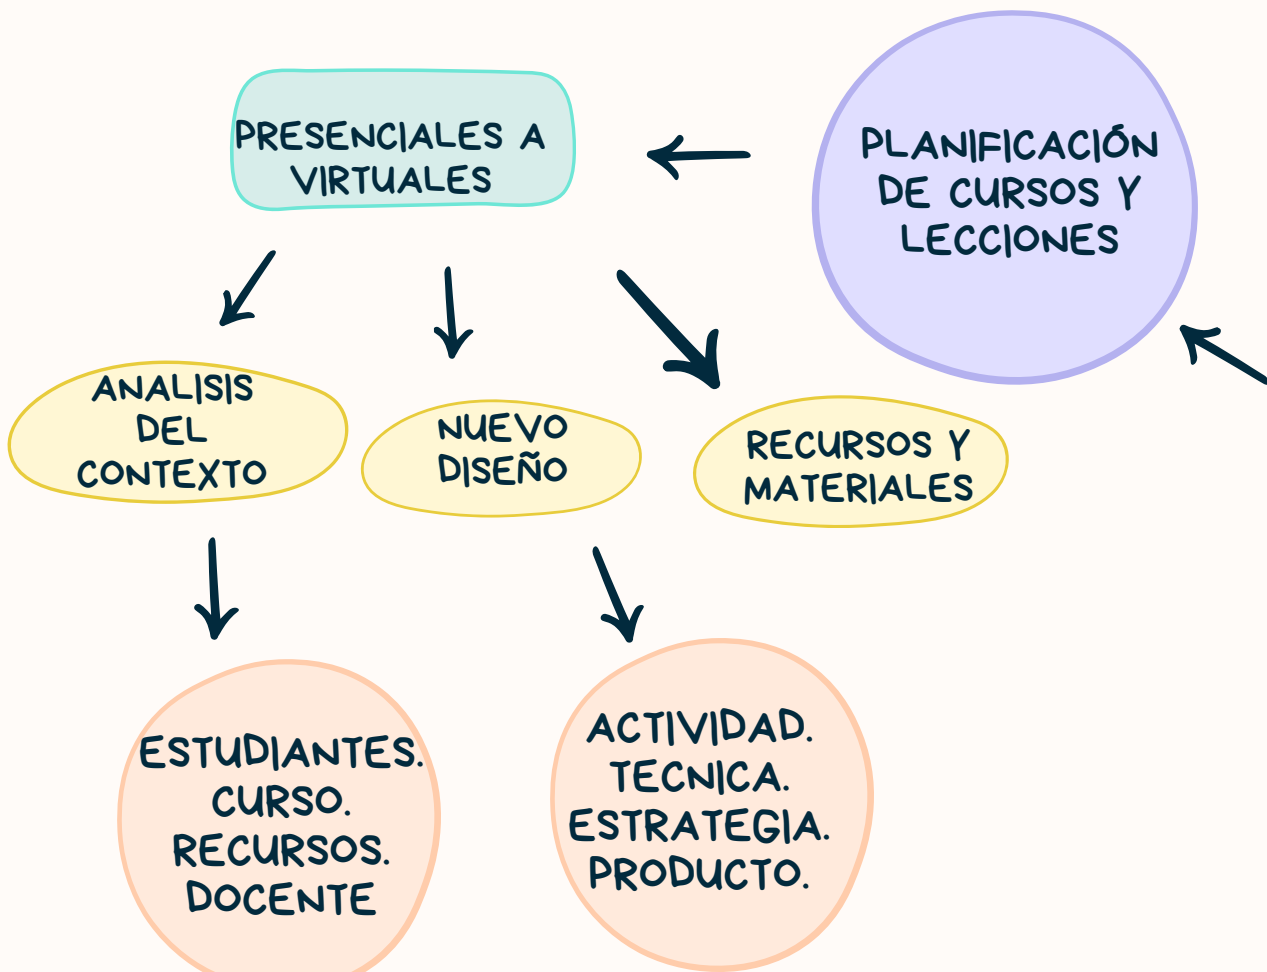 PRESENCIALES A
VIRTUALES
PLANIFICACIÓN
DE CURSOS Y
LECCIONES
ANALISIS
DEL
CONTEXTO
NUEVO
DISEÑO
RECURSOS Y
MATERIALES
ESTUDIANTES.
CURSO.
RECURSOS.
DOCENTE
ACTIVIDAD.
TECNICA.
ESTRATEGIA.
PRODUCTO.